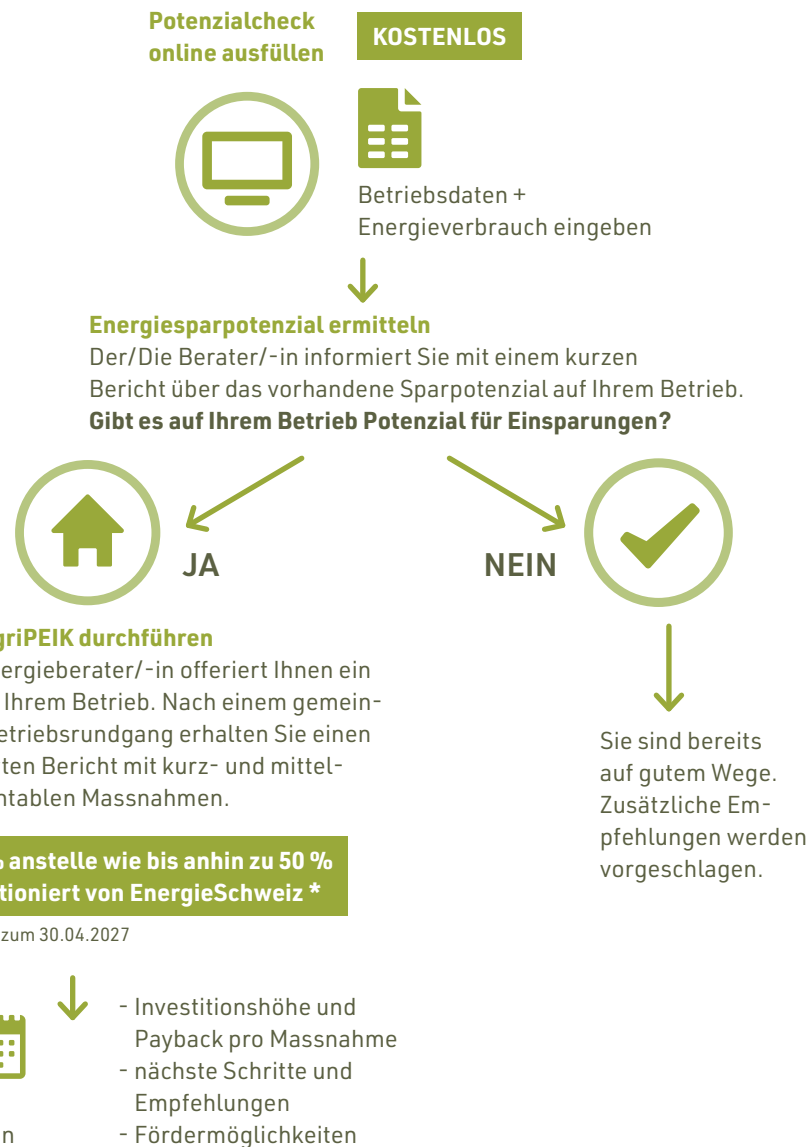 Potenzialcheck
online ausfüllen
KOSTENLOS
Betriebsdaten +
Energieverbrauch eingeben
Energiesparpotenzial ermitteln
Der/Die Berater/-in informiert Sie mit einem kurzen
Bericht über das vorhandene Sparpotenzial auf Ihrem Betrieb.
Gibt es auf Ihrem Betrieb Potenzial für Einsparungen?
JA
NEIN
griPEIK durchführen
ergieberater/-in offeriert Ihnen ein
Ihrem Betrieb. Nach einem gemein-
etriebsrundgang erhalten Sie einen
ten Bericht mit kurz- und mittel-
ntablen Massnahmen.
% anstelle wie bis anhin zu 50 %
tioniert von EnergieSchweiz *
zum 30.04.2027
Sie sind bereits
auf gutem Wege.
Zusätzliche Em-
pfehlungen werden
vorgeschlagen.
- Investitionshöhe und
Payback pro Massnahme
- nächste Schritte und
Empfehlungen
- Fördermöglichkeiten
n